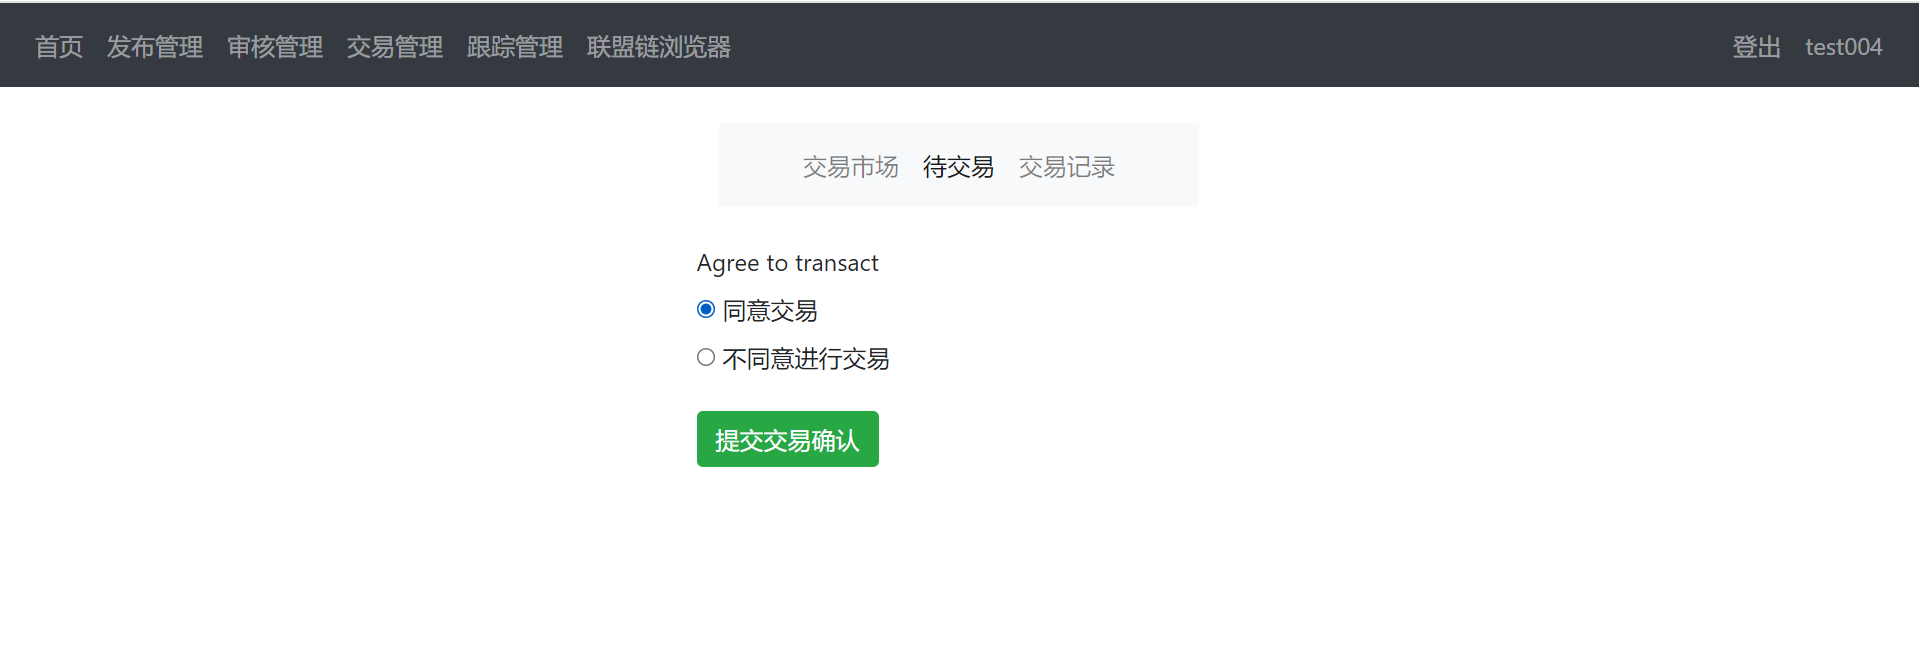 首页 发布管理 审核管理 交易管理 跟踪管理 联盟链浏览器 登出 test004
交易市场 待交易 交易记录
Agree to transact
同意交易
不同意进行交易
提交交易确认